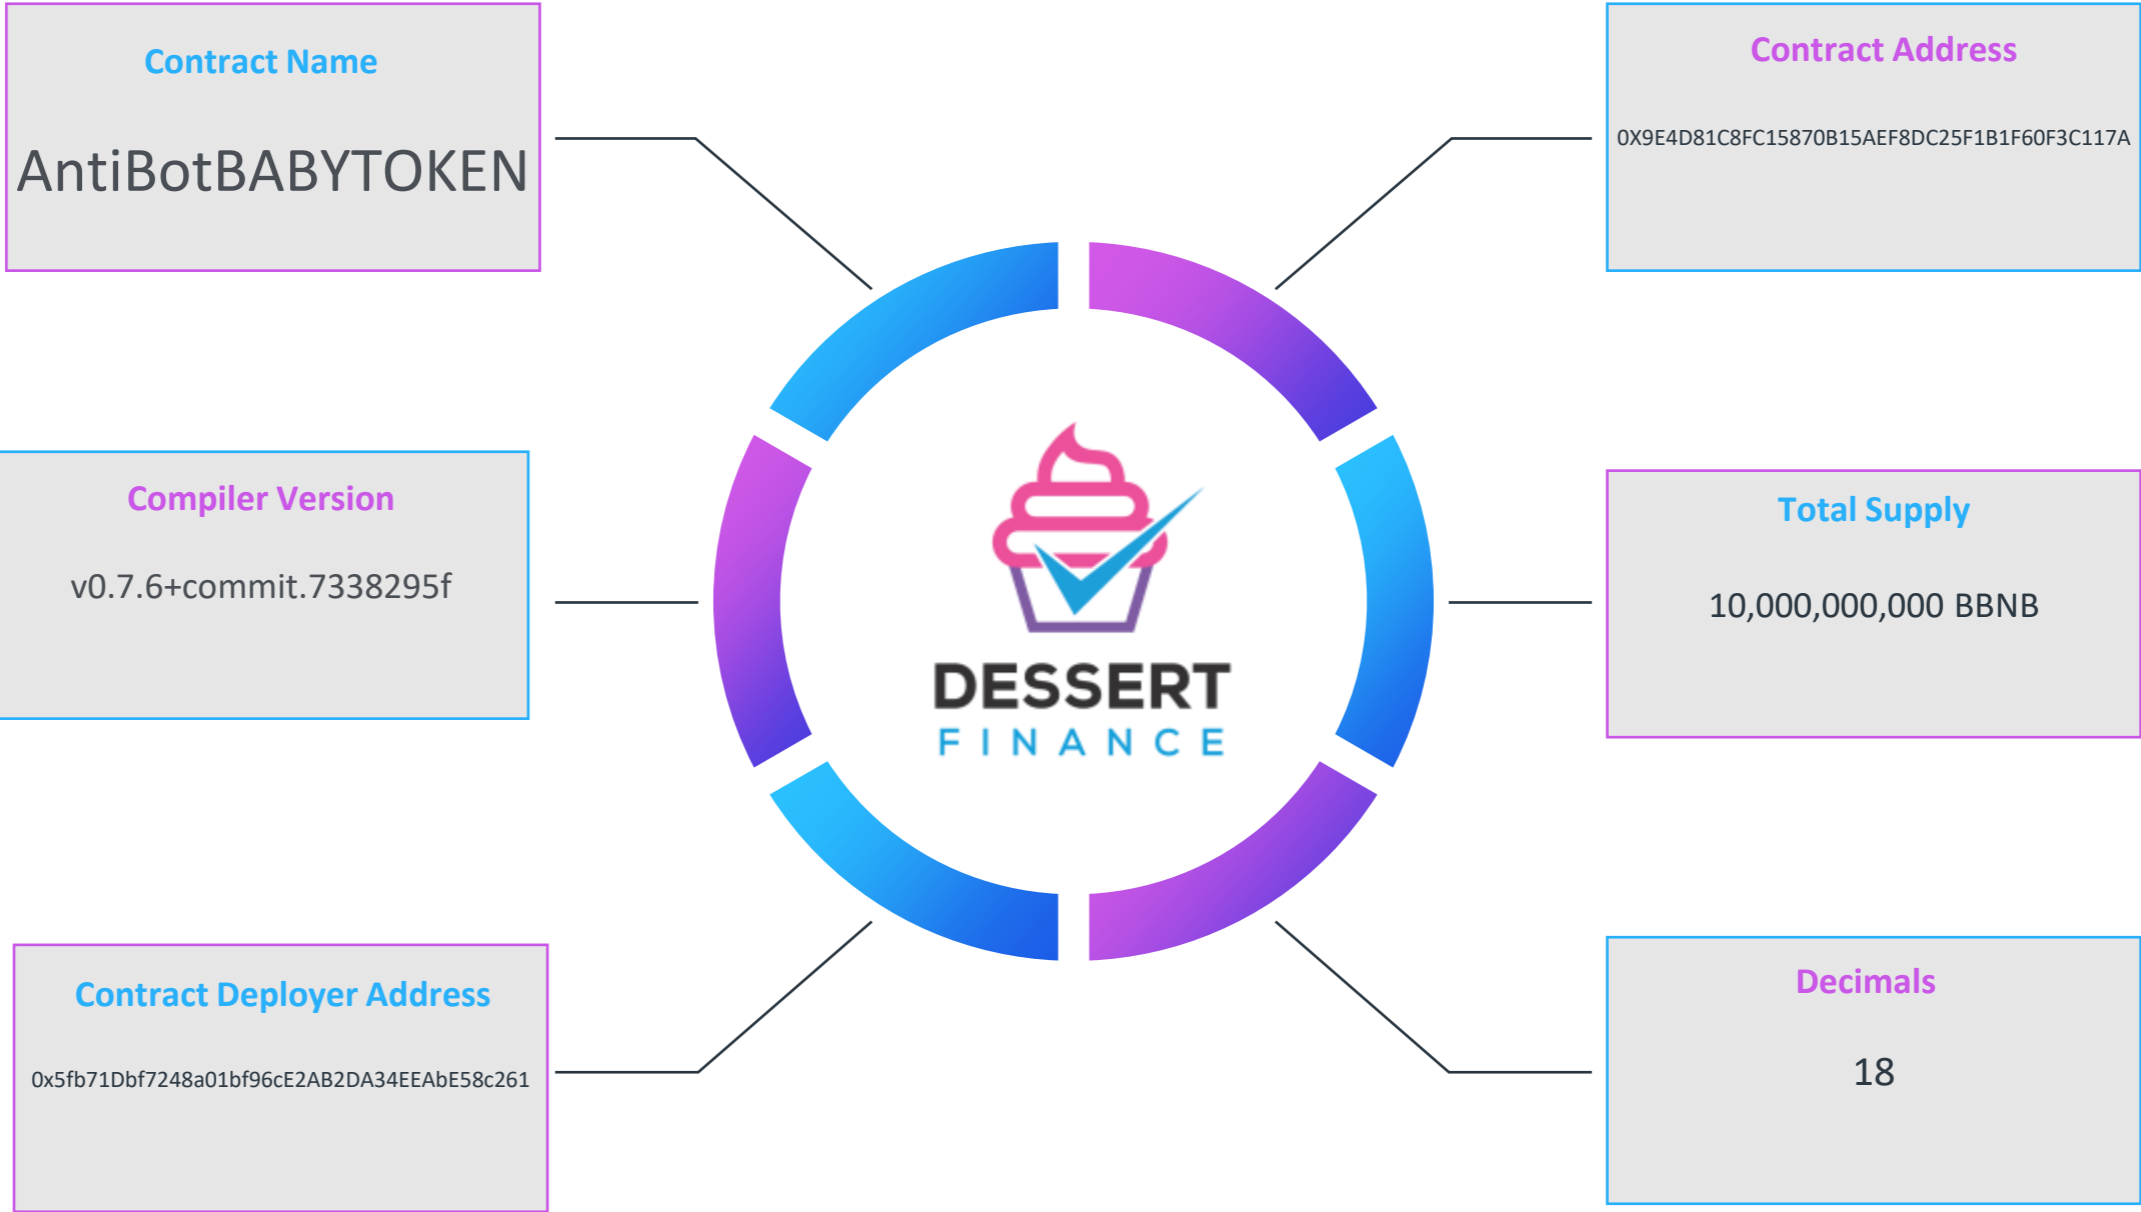 Contract Name
AntiBotBABYTOKEN
Contract Address
0X9E4D81C8FC15870B15AEF8DC25F1B1F60F3C117A
Compiler Version
v0.7.6+commit.7338295f
Total Supply
10,000,000,000 BBNB
DESSERT
FINANCE
Contract Deployer Address
0x5fb71Dbf7248a01bf96cE2AB2DA34EEAbE58c261
Decimals
18